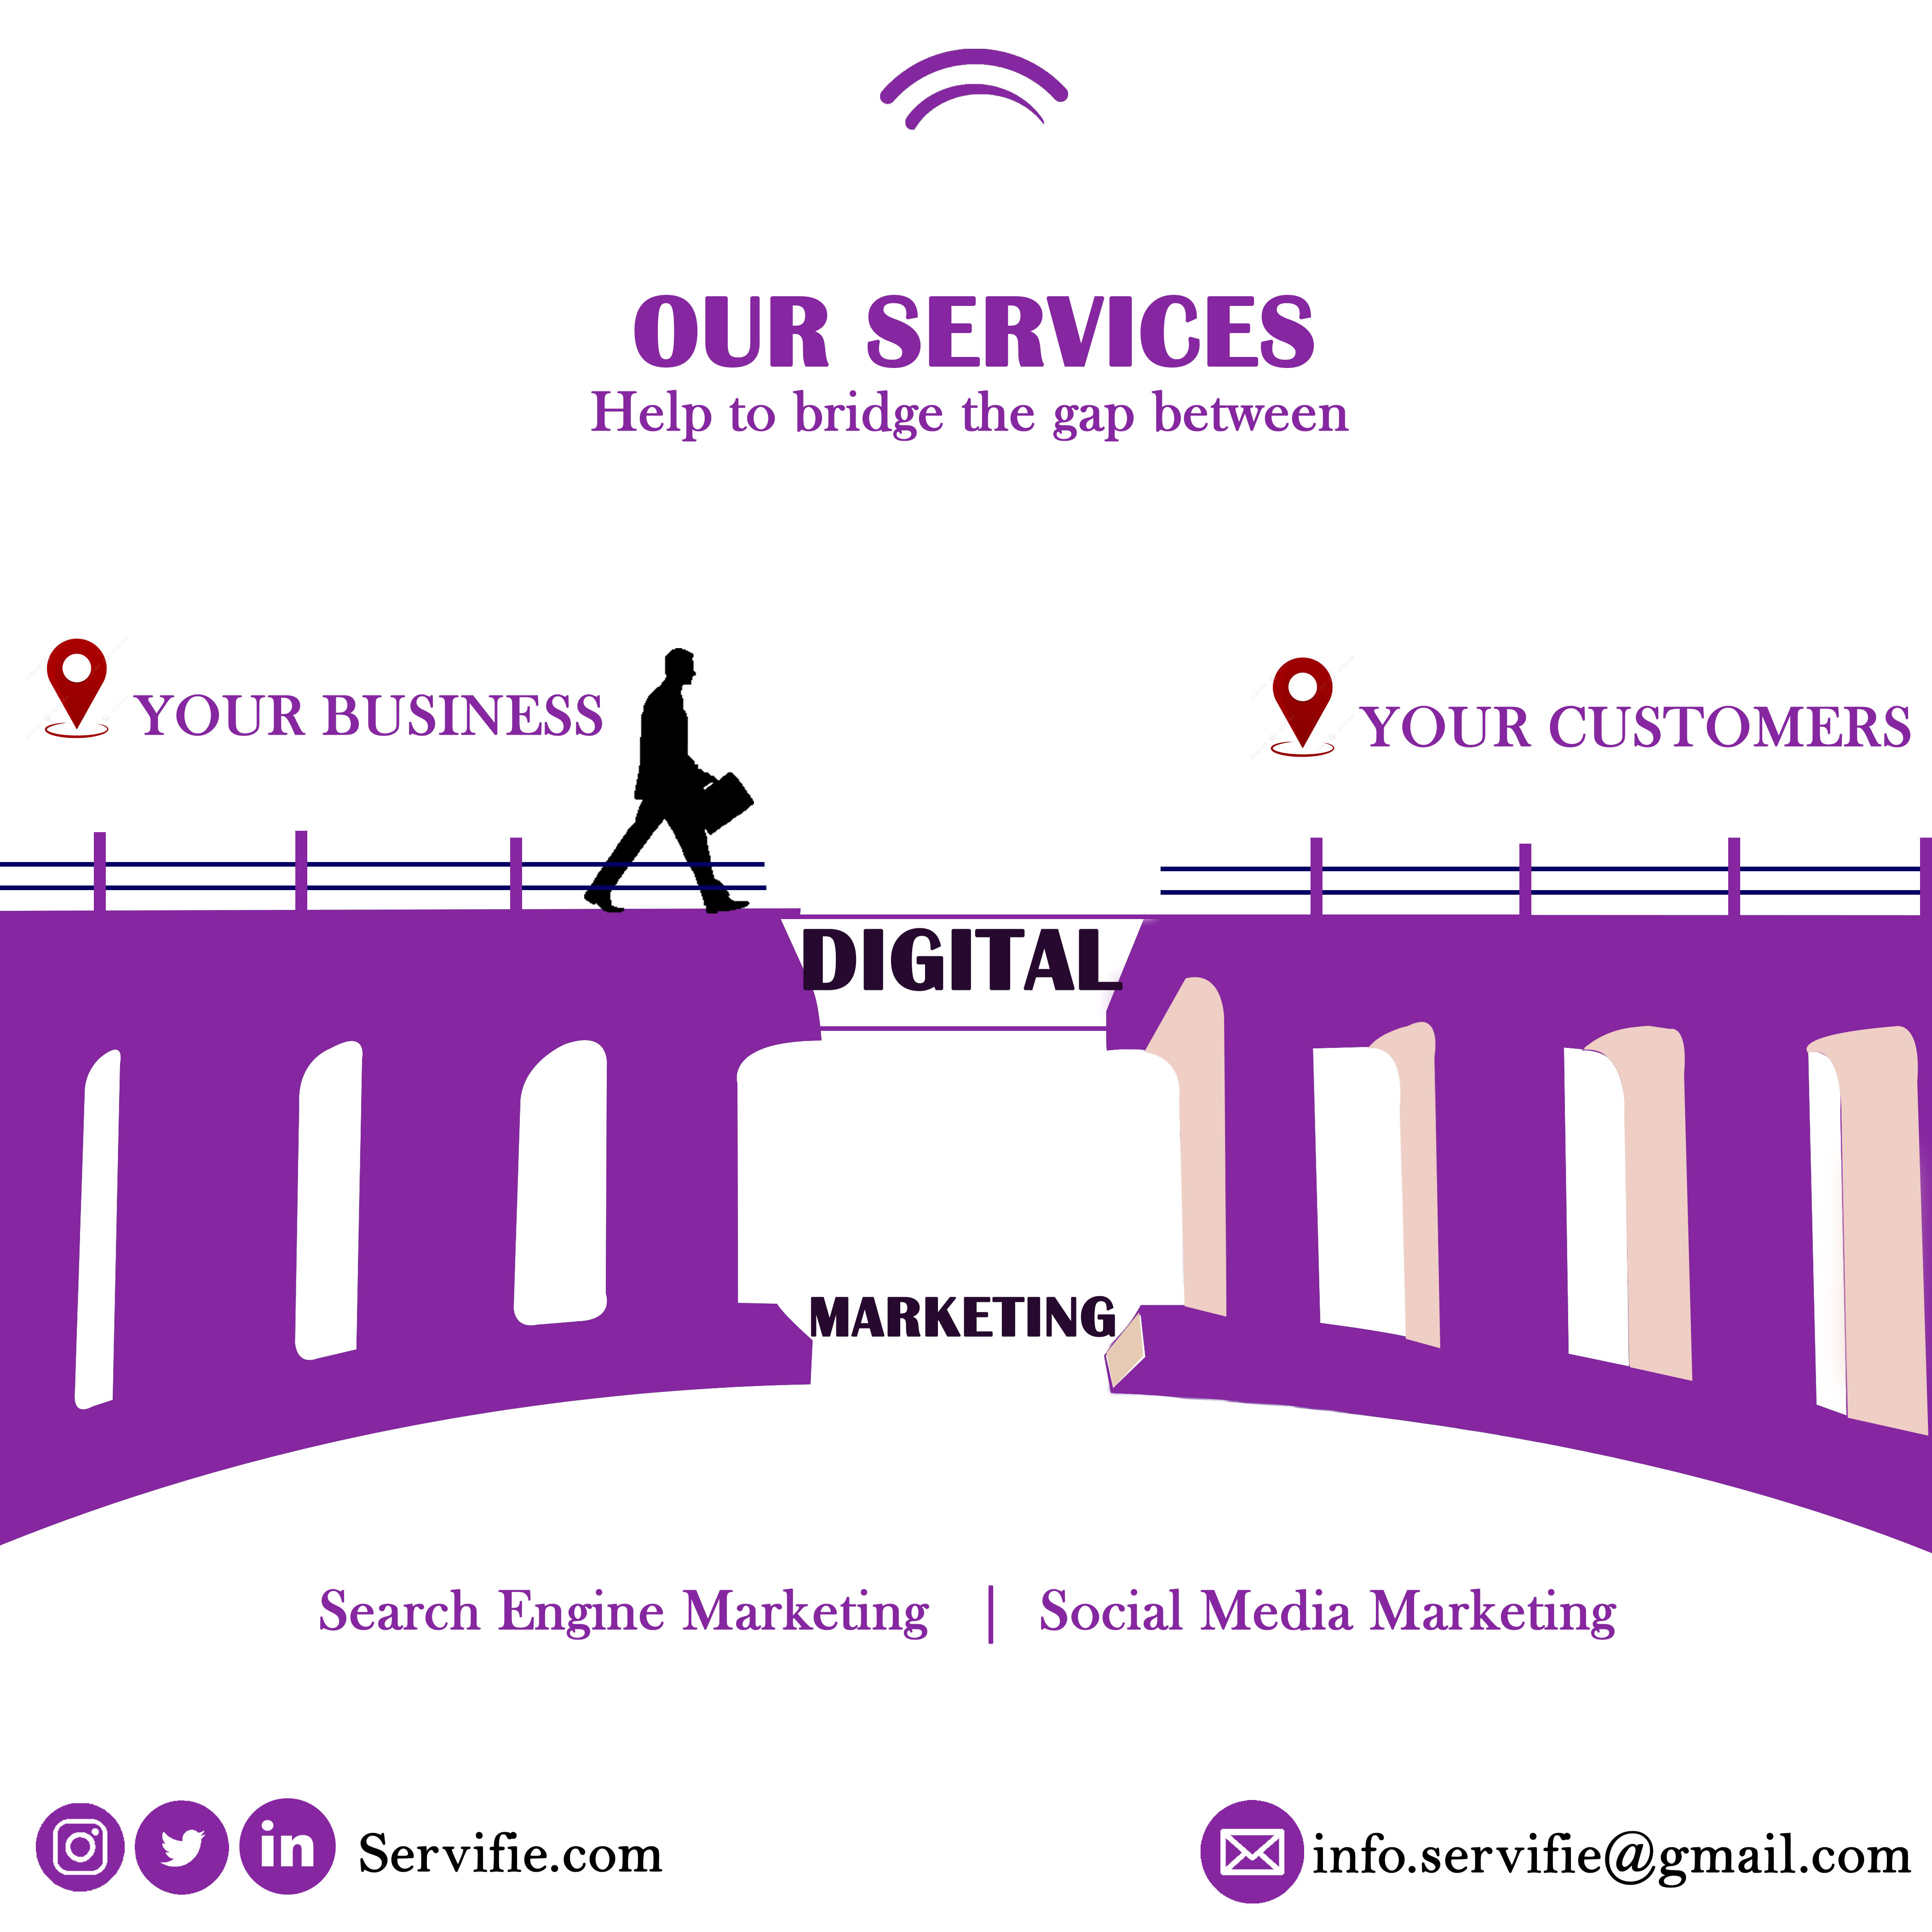 OUR SERVICES
Help to bridge the gap between
YOUR BUSINESS
YOUR CUSTOMERS
DIGITAL
MARKETING
Search Engine Marketing | Social Media Marketing
in
Servifie.com
info.servifie@gmail.com